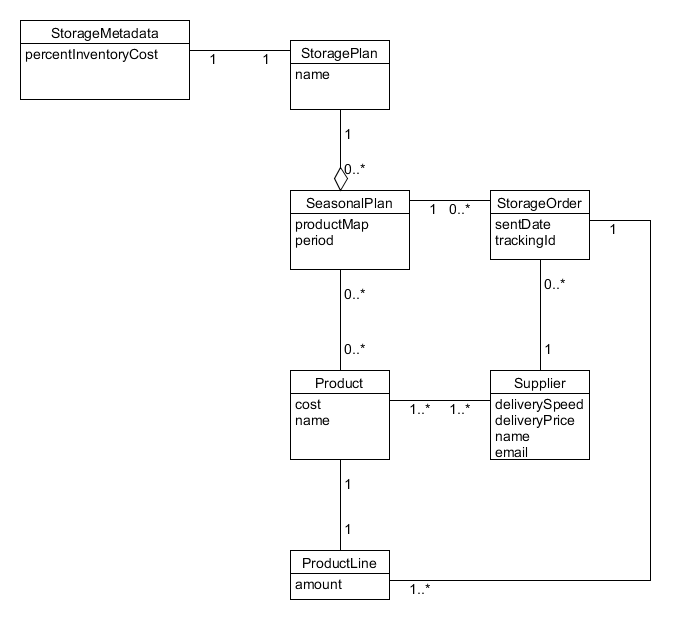 StorageMetadata
percentInventoryCost
1
1
StoragePlan
name
1
0..*
SeasonalPlan
productMap
period
1
0..*
StorageOrder
sentDate
trackingId
1
0..*
0..*
0..*
1
Product
cost
name
1..*
1..*
Supplier
deliverySpeed
deliveryPrice
name
email
1
1
ProductLine
amount
1..*